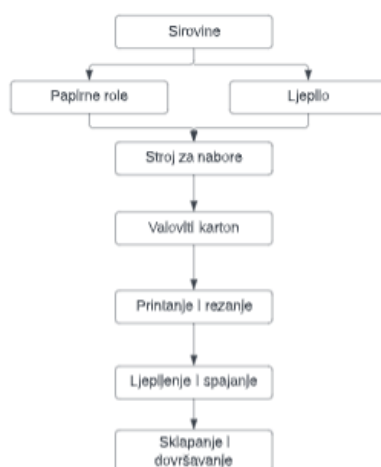 Sirovine
Papirne role
Ljepilo
Stroj za nabore
Valoviti karton
Printanje i rezanje
Ljepljenje i spajanje
Sklapanje i
dovršavanje